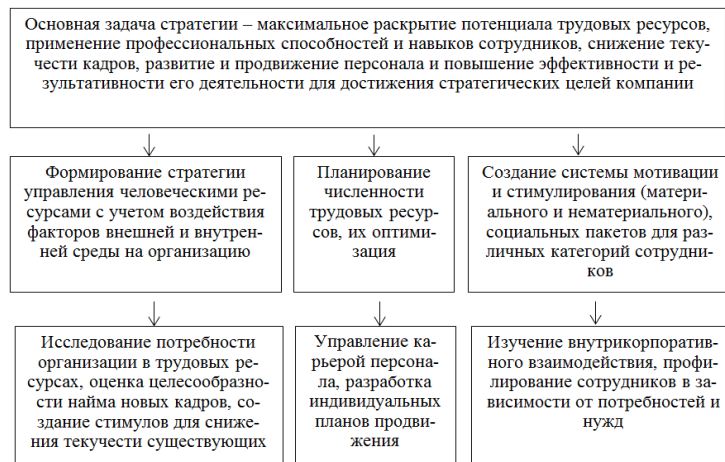 Основная задача стратегии – максимальное раскрытие потенциала трудовых ресурсов,
применение профессиональных способностей и навыков сотрудников, снижение теку-
чести кадров, развитие и продвижение персонала и повышение эффективности и ре-
зультативности его деятельности для достижения стратегических целей компании
Формирование стратегии
управления человеческими ре-
сурсами с учетом воздействия
факторов внешней и внутрен-
ней среды на организацию
Планирование
численности
трудовых ресур-
сов, их оптими-
зация
Создание системы мотивации
и стимулирования (матери-
ального и нематериального),
социальных пакетов для раз-
личных категорий сотрудни-
ков
Исследование потребности
организации в трудовых ре-
сурсах, оценка целесообразно-
сти найма новых кадров, со-
здание стимулов для сниже-
ния текучести существующих
Управление ка-
рьерой персона-
ла, разработка
индивидуальных
планов продви-
жения
Изучение внутрикорпоратив-
ного взаимодействия, профи-
лирование сотрудников в за-
висимости от потребностей и
нужд